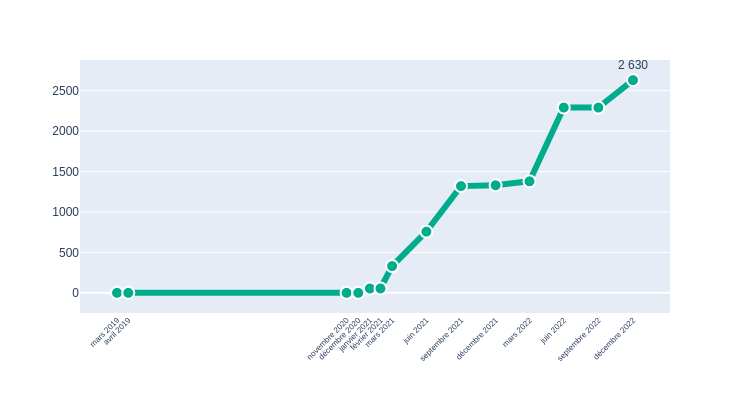 2 630
2500
2000
1500
1000
500
0
mars 2019
avril 2019
novembre 2020
décembre 2020
janvier 2021
février 2021
mars 2021
juin 2021
septembre 2021
décembre 2021
mars 2022
juin 2022
septembre 2022
décembre 2022